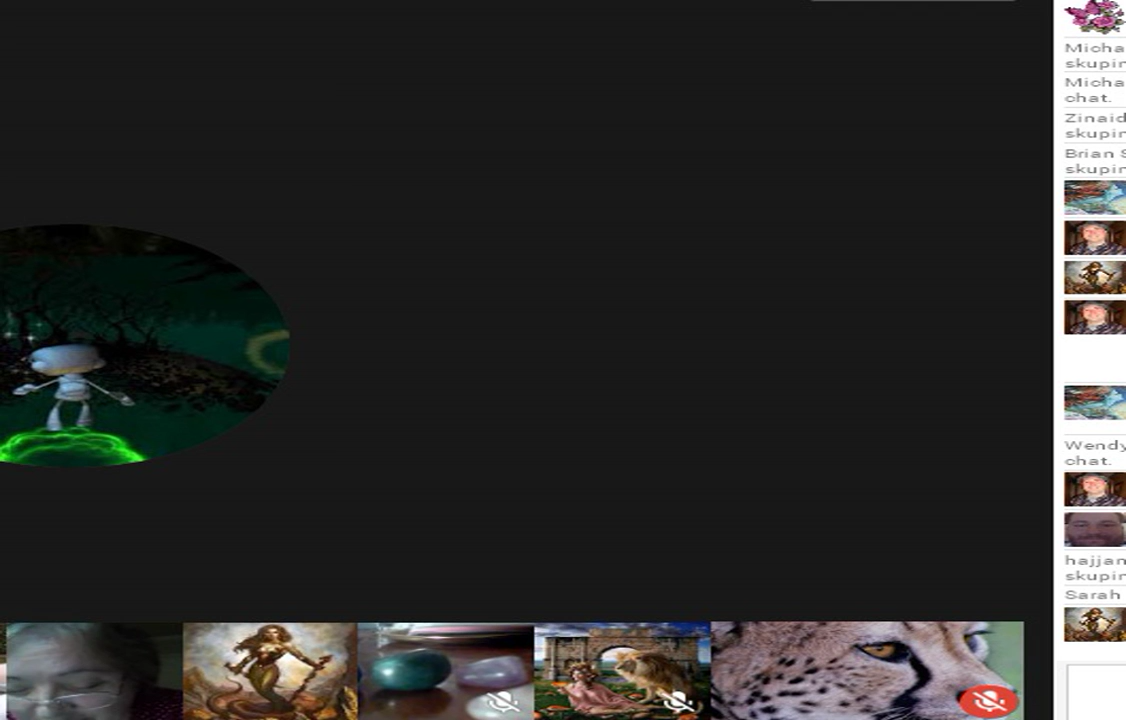 Micha
skupin
Micha
chat.
Zinaid
skupin
Brian S
skupin
Wendy
chat.
hajjan
skupin
Sarah